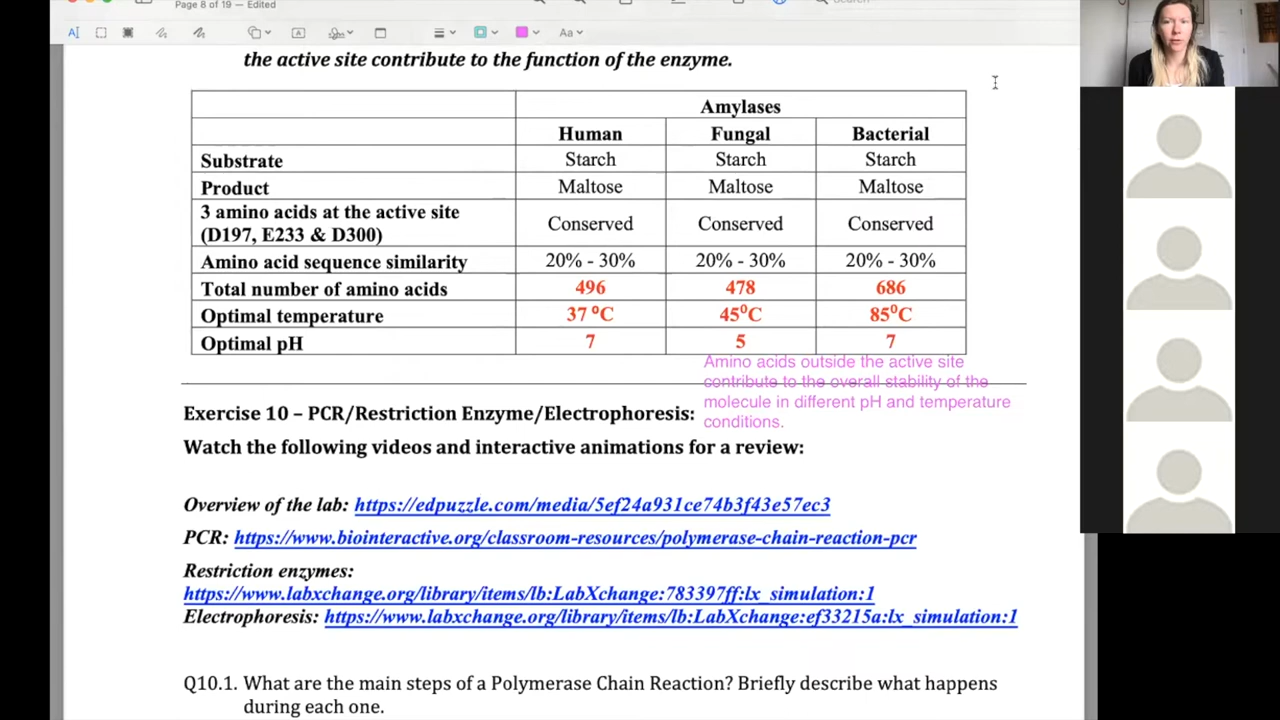 Page 8 of 19 — Edited
Search
A
Aa
the active site contribute to the function of the enzyme.
Amylases
Human Fungal Bacterial
Substrate Starch Starch Starch
Product Maltose Maltose Maltose
3 amino acids at the active site
(D197, E233 & D300) Conserved Conserved Conserved
Amino acid sequence similarity 20% - 30% 20% - 30% 20% - 30%
Total number of amino acids 496 478 686
Optimal temperature 37 ⁰C 45⁰C 85⁰C
Optimal pH 7 5 7
Amino acids outside the active site
contribute to the overall stability of the
molecule in different pH and temperature
conditions.
Exercise 10 – PCR/Restriction Enzyme/Electrophoresis:
Watch the following videos and interactive animations for a review:
Overview of the lab: https://edpuzzle.com/media/5ef24a931ce74b3f43e57ec3
PCR: https://www.biointeractive.org/classroom-resources/polymerase-chain-reaction-pcr
Restriction enzymes:
https://www.labxchange.org/library/items/lb:LabXchange:783397ff:lx_simulation:1
Electrophoresis: https://www.labxchange.org/library/items/lb:LabXchange:ef33215a:lx_simulation:1
Q10.1. What are the main steps of a Polymerase Chain Reaction? Briefly describe what happens
during each one.